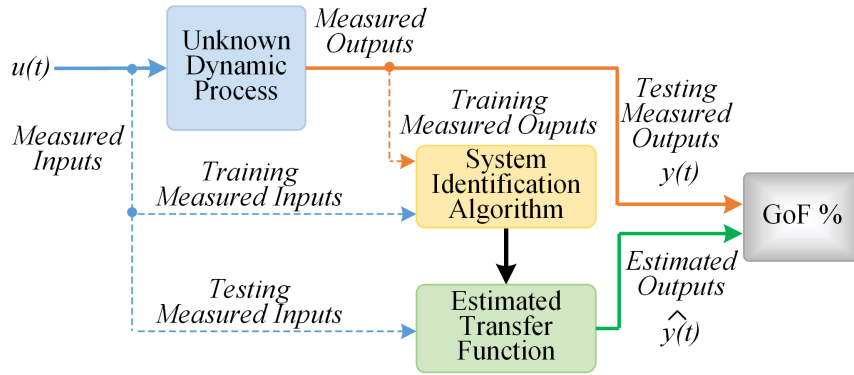 u(t)
Unknown
Dynamic
Process
Measured
Outputs
Measured
Inputs
Training
Measured Ouputs
Testing
Measured
Outputs
y(t)
Training
Measured Inputs
System
Identification
Algorithm
GoF %
Testing
Measured Inputs
Estimated
Transfer
Function
Estimated
Outputs
ŷ(t)